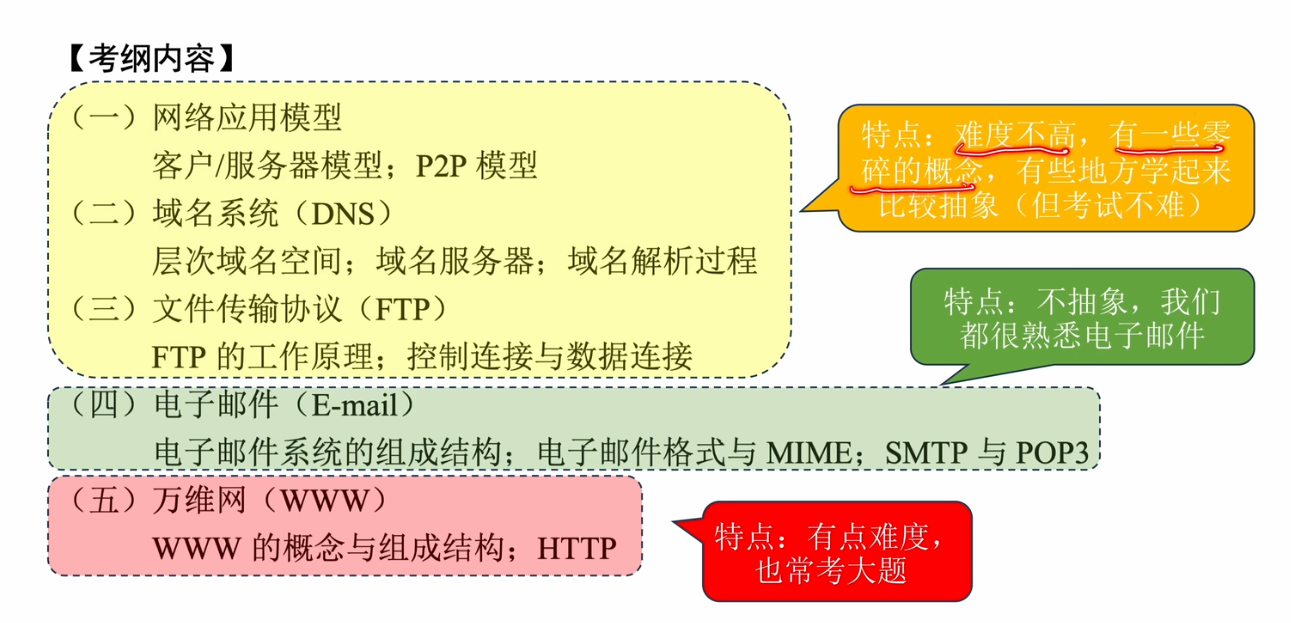 【考纲内容】
（一）网络应用模型
客户/服务器模型；P2P 模型
（二）域名系统（DNS）
层次域名空间；域名服务器；域名解析过程
（三）文件传输协议（FTP）
FTP 的工作原理；控制连接与数据连接
特点：难度不高，有一些零
碎的概念，有些地方学起来
比较抽象（但考试不难）
（四）电子邮件（E-mail）
电子邮件系统的组成结构；电子邮件格式与 MIME；SMTP 与 POP3
特点：不抽象，我们
都很熟悉电子邮件
（五）万维网（WWW）
WWW 的概念与组成结构；HTTP
特点：有点难度，
也常考大题